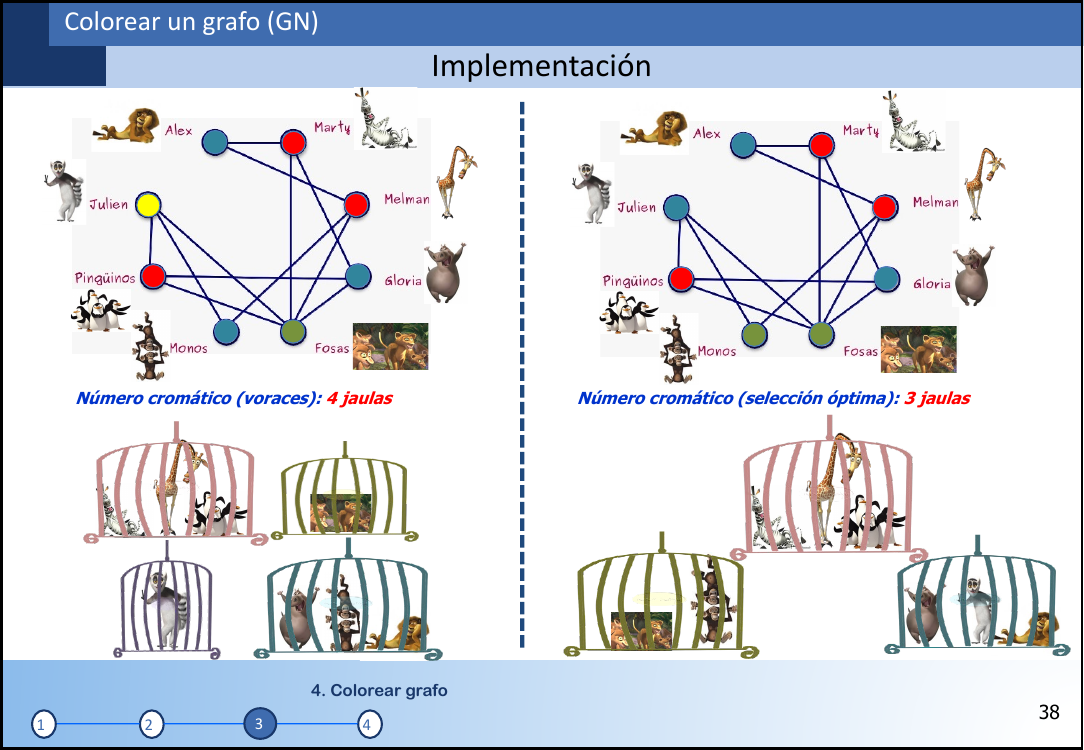 Colorear un grafo (GN)
Implementación
Alex
Marty
Julien
Melman
Pingüinos
Gloria
Monos
Fosas
Número cromático (voraces): 4 jaulas
Alex
Marty
Julien
Melman
Pingüinos
Gloria
Monos
Fosas
Número cromático (selección óptima): 3 jaulas
4. Colorear grafo
1
2
3
4
38